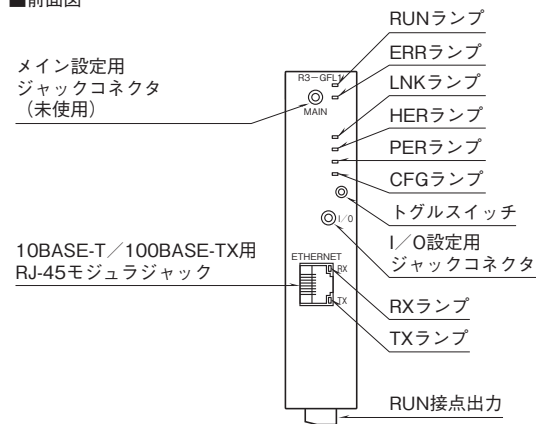 ■前面図
RUNランプ
ERRランプ
LNKランプ
HERランプ
PERランプ
CFGランプ
トグルスイッチ
I／O設定用
ジャックコネクタ
RXランプ
TXランプ
RUN接点出力
メイン設定用
ジャックコネクタ
（未使用）
10BASE-T／100BASE-TX用
RJ-45モジュラジャック
R3−GFL1
MAIN
I／O
ETHERNET
RX
TX